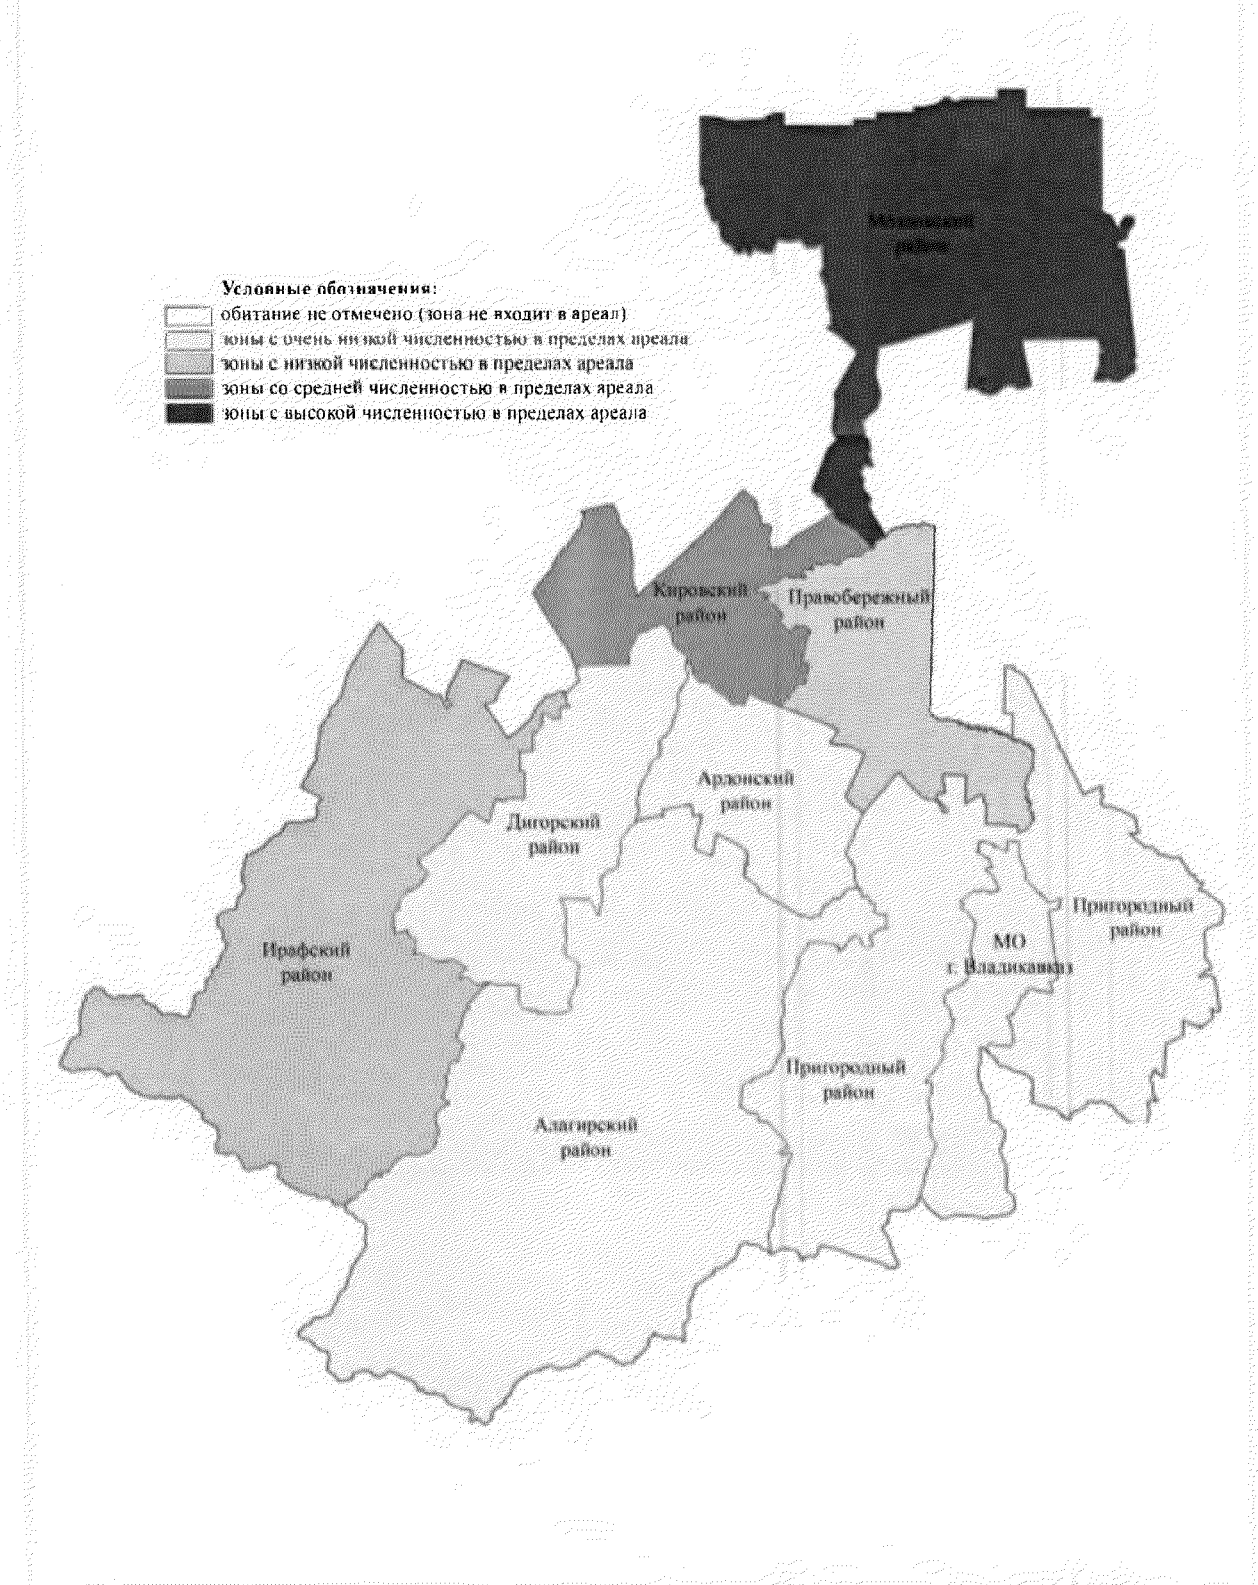 Условные обозначения:
обитание не отмечено (зона не входит в ареал)
зоны с очень низкой численностью в пределах ареала
зоны с низкой численностью в пределах ареала
зоны со средней численностью в пределах ареала
зоны с высокой численностью в пределах ареала
Моздокский
район
Кировский
район
Правобережный
район
Ардонский
район
Дигорский
район
Ирафский
район
Пригородный
район
МО
г. Владикавказ
Пригородный
район
Алагирский
район